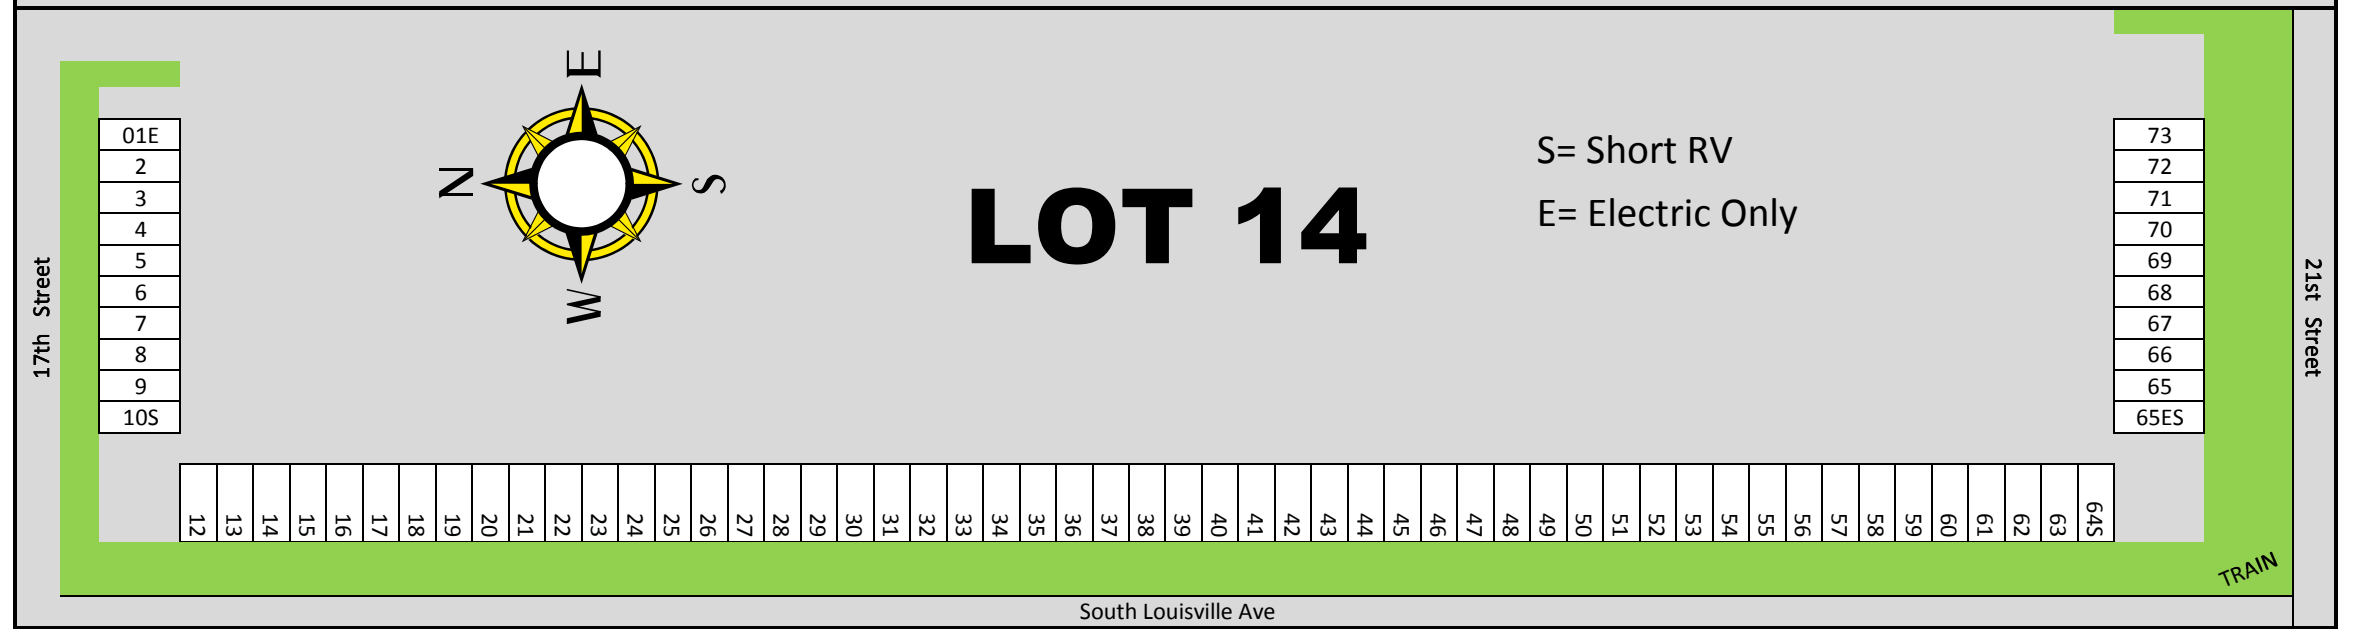 E
N
S
W
LOT 14
S= Short RV
E= Electric Only
17th Street
01E
2
3
4
5
6
7
8
9
10S
73
72
71
70
69
68
67
66
65
65ES
21st Street
12 13 14 15 16 17 18 19 20 21 22 23 24 25 26 27 28 29 30 31 32 33 34 35 36 37 38 39 40 41 42 43 44 45 46 47 48 49 50 51 52 53 54 55 56 57 58 59 60 61 62 63 64S
TRAIN
South Louisville Ave